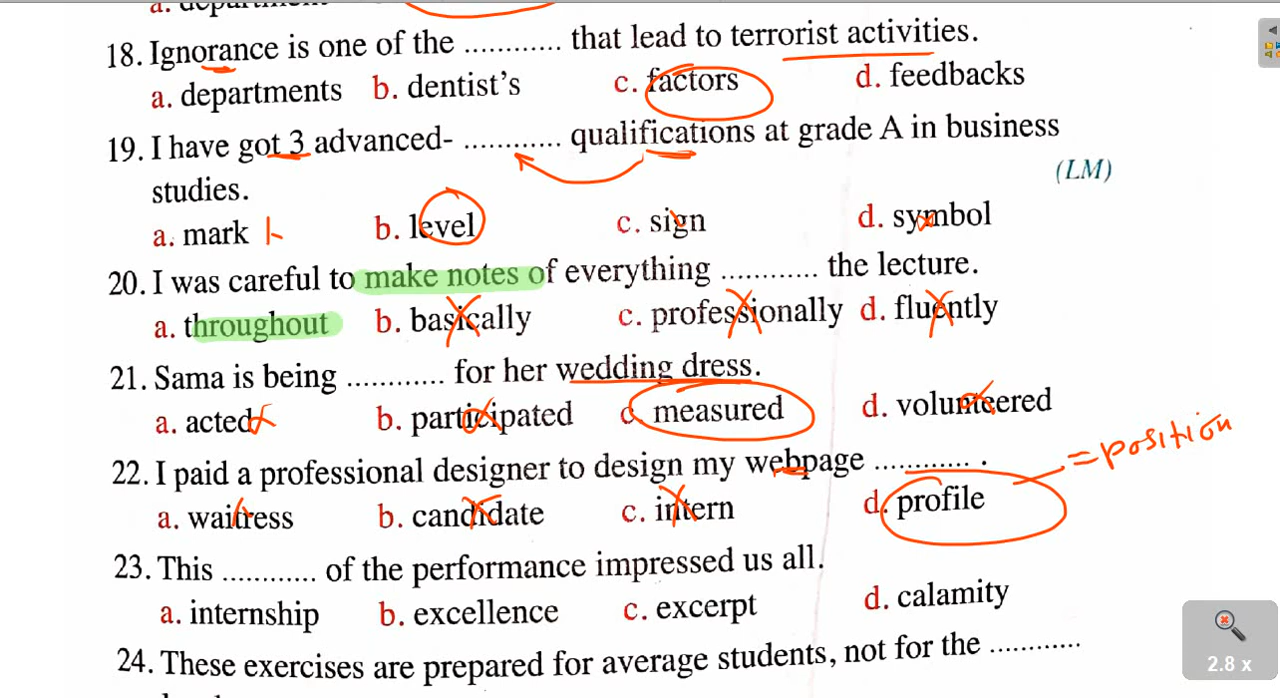 18. Ignorance is one of the ............ that lead to terrorist activities.
a. departments b. dentist's c. factors d. feedbacks
19. I have got 3 advanced- ............ qualifications at grade A in business
studies.
(LM)
a. mark b. level c. sign d. symbol
20. I was careful to make notes of everything ............ the lecture.
a. throughout b. basically c. professionally d. fluently
21. Sama is being ............ for her wedding dress.
a. acted b. participated c. measured d. volunteered
22. I paid a professional designer to design my webpage ............ .
= position
a. waitress b. candidate c. intern d. profile
23. This ............ of the performance impressed us all.
a. internship b. excellence c. excerpt d. calamity
24. These exercises are prepared for average students, not for the ............
2.8 x